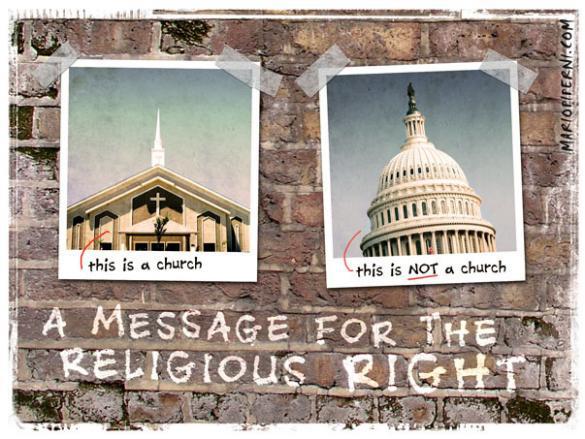 this is a church
this is NOT a church
A MESSAGE FOR THE
RELIGIOUS RIGHT
MARIOPIPERNI.COM